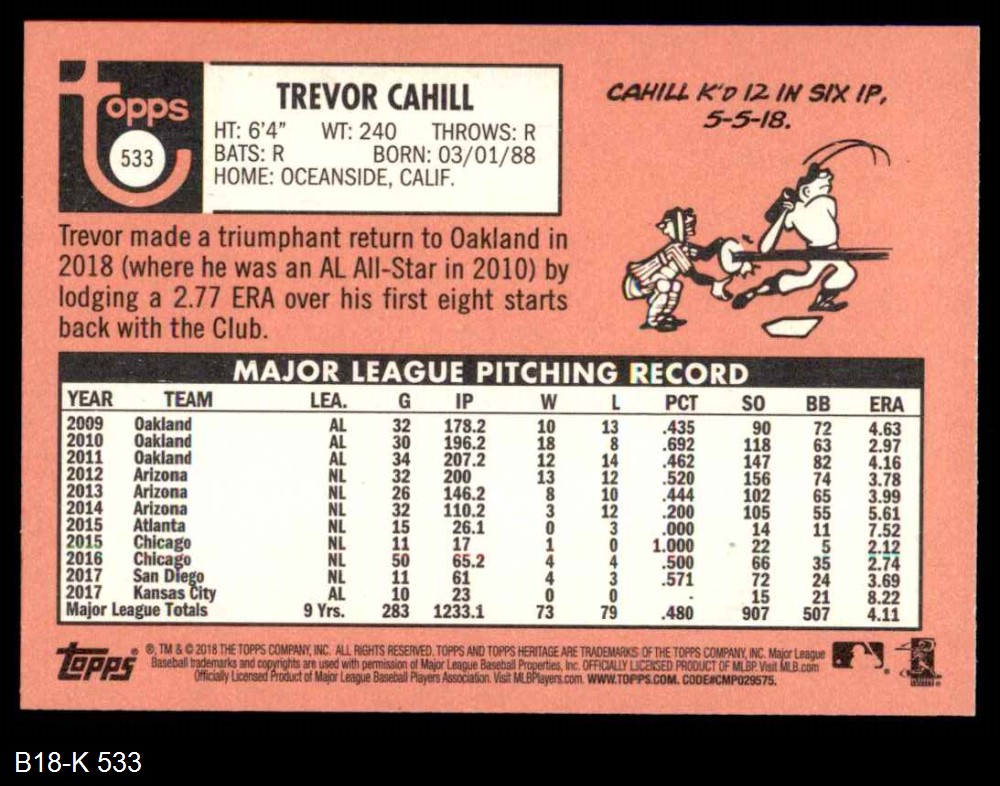 topps
533
TREVOR CAHILL
HT: 6'4" WT: 240 THROWS: R
BATS: R BORN: 03/01/88
HOME: OCEANSIDE, CALIF.
CAHILL K'D 12 IN SIX IP,
5-5-18.
Trevor made a triumphant return to Oakland in
2018 (where he was an AL All-Star in 2010) by
lodging a 2.77 ERA over his first eight starts
back with the Club.
MAJOR LEAGUE PITCHING RECORD
YEAR TEAM LEA. G IP W L PCT SO BB ERA
2009 Oakland AL 32 178.2 10 13 .435 90 72 4.63
2010 Oakland AL 30 196.2 18 8 .692 118 63 2.97
2011 Oakland AL 34 207.2 12 14 .462 147 82 4.16
2012 Arizona NL 32 200 13 12 .520 156 74 3.78
2013 Arizona NL 26 146.2 8 10 .444 102 65 3.99
2014 Arizona NL 32 110.2 3 12 .200 105 55 5.61
2015 Atlanta NL 15 26.1 0 3 .000 14 11 7.52
2015 Chicago NL 11 17 1 0 1.000 22 5 2.12
2016 Chicago NL 50 65.2 4 4 .500 66 35 2.74
2017 San Diego NL 11 61 4 3 .571 72 24 3.69
2017 Kansas City AL 10 23 0 0 - 15 21 8.22
Major League Totals 9 Yrs. 283 1233.1 73 79 .480 907 507 4.11
topps
®, TM & © 2018 THE TOPPS COMPANY, INC. ALL RIGHTS RESERVED. TOPPS AND TOPPS HERITAGE ARE TRADEMARKS OF THE TOPPS COMPANY, INC. Major League
Baseball trademarks and copyrights are used with permission of Major League Baseball Properties, Inc. OFFICIALLY LICENSED PRODUCT OF MLBP. Visit MLB.com
Officially Licensed Product of Major League Baseball Players Association. Visit MLBPlayers.com. WWW.TOPPS.COM. CODE#CMP029575.
B18-K 533